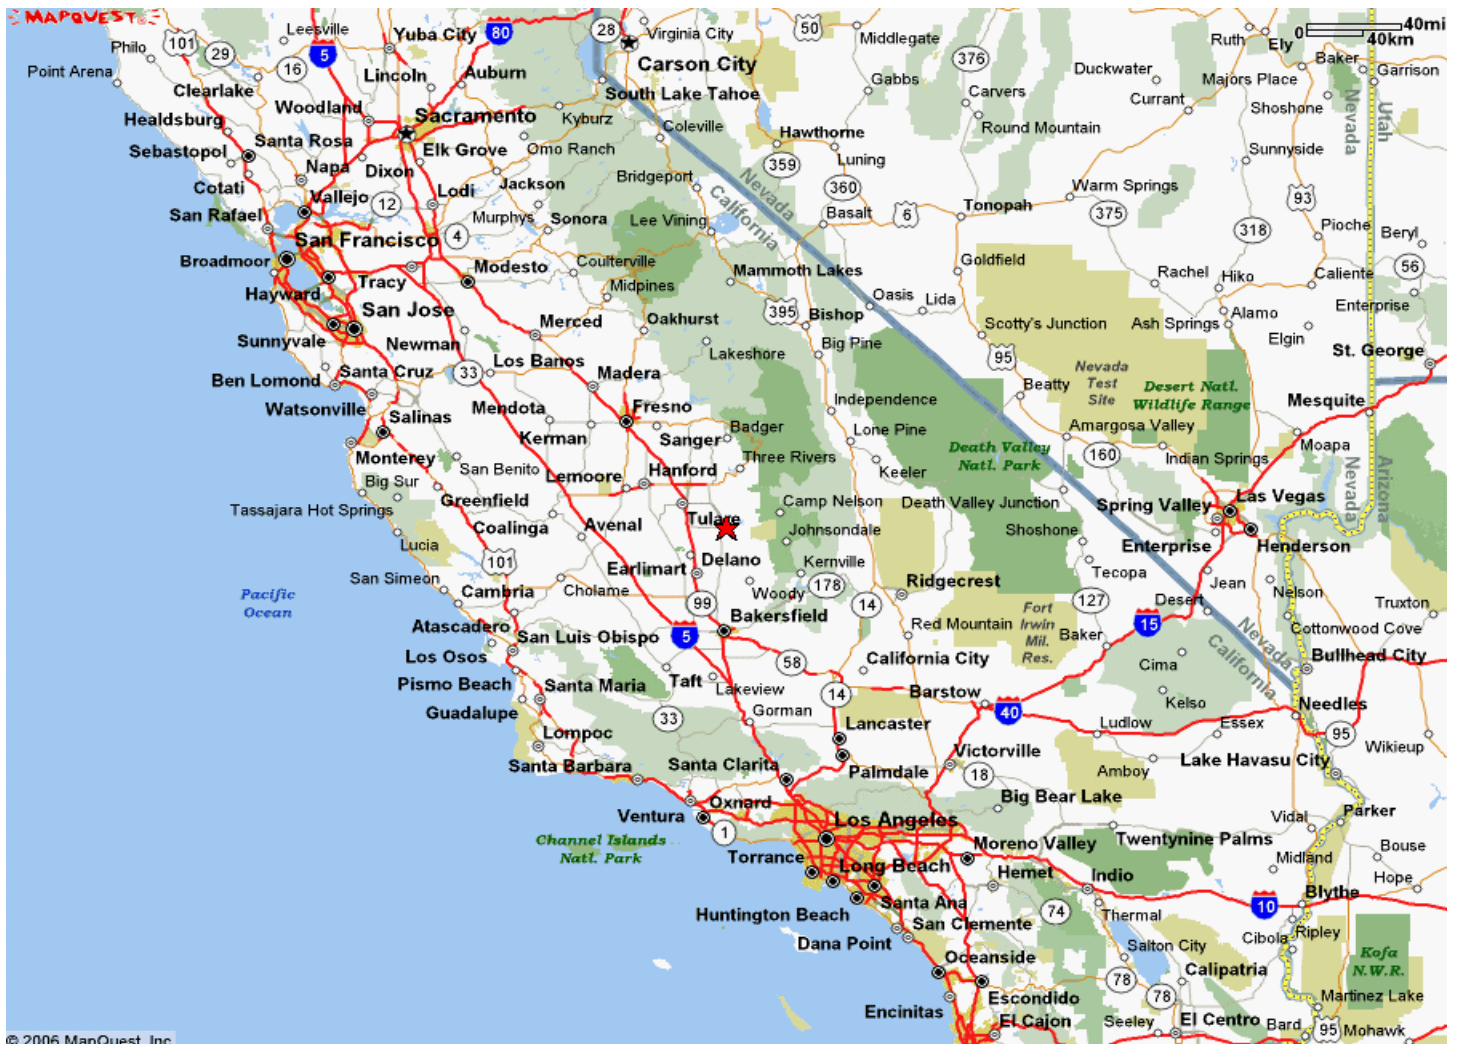 MAPQUEST
40mi
0
40km
Leesville
Yuba City
80
28
Virginia City
50
Middlegate
Ruth
Ely
Philo
101
29
5
16
Lincoln
Auburn
Carson City
376
Duckwater
Majors Place
Baker
Garrison
Point Arena
Clearlake
Woodland
South Lake Tahoe
Gabbs
Carvers
Currant
Shoshone
Nevada
Utah
Healdsburg
Santa Rosa
Sacramento
Kyburz
Coleville
Hawthorne
Round Mountain
Sebastopol
Napa
Dixon
Elk Grove
Omo Ranch
359
Luning
Sunnyside
Cotati
Vallejo
12
Lodi
Jackson
Bridgeport
Nevada
California
360
Warm Springs
93
San Rafael
Murphys
Sonora
Lee Vining
Basalt
6
Tonopah
375
318
Pioche
Beryl
San Francisco
4
Broadmoor
Modesto
Coulterville
Mammoth Lakes
Goldfield
Rachel
Hiko
Caliente
56
Hayward
Tracy
Midpines
395
Oasis
Lida
Enterprise
San Jose
Merced
Oakhurst
Bishop
Scotty's Junction
Ash Springs
Alamo
Elgin
Sunnyvale
Newman
Los Banos
Lakeshore
Big Pine
95
St. George
Ben Lomond
Santa Cruz
33
Madera
Beatty
Nevada
Test
Site
Desert Natl.
Wildlife Range
Mesquite
Watsonville
Salinas
Mendota
Fresno
Independence
Kerman
Sanger
Badger
Lone Pine
Amargosa Valley
Moapa
Monterey
San Benito
Lemoore
Hanford
Three Rivers
Keeler
Death Valley
Natl. Park
160
Indian Springs
Nevada
Arizona
Big Sur
Greenfield
Tassajara Hot Springs
Coalinga
Avenal
Tulare
Camp Nelson
Death Valley Junction
Spring Valley
Las Vegas
Johnsondale
Shoshone
Lucia
101
Earlimart
Delano
Kernville
Enterprise
Henderson
San Simeon
Cholame
Woody
178
Ridgecrest
Tecopa
Jean
Pacific
Ocean
Cambria
99
14
Fort
Irwin
Mil.
Res.
127
Desert
Nelson
Truxton
Atascadero
San Luis Obispo
5
Bakersfield
Red Mountain
Baker
15
Nevada
California
Cottonwood Cove
Los Osos
58
California City
Cima
Bullhead City
Pismo Beach
Santa Maria
Taft
Lakeview
14
Barstow
Kelso
Guadalupe
33
Gorman
Lancaster
40
Ludlow
Essex
Needles
Lompoc
95
Wikieup
Santa Barbara
Santa Clarita
Palmdale
Victorville
18
Amboy
Lake Havasu City
Ventura
Oxnard
Big Bear Lake
Parker
1
Los Angeles
Vidal
Channel Islands
Natl. Park
Torrance
Long Beach
Moreno Valley
Twentynine Palms
Midland
Bouse
Hemet
Indio
Hope
Huntington Beach
Santa Ana
74
Thermal
10
Blythe
San Clemente
Dana Point
Salton City
Cibola
Ripley
Kofa
N.W.R.
Oceanside
78
78
Calipatria
Encinitas
Escondido
Martinez Lake
El Cajon
Seeley
El Centro
Bard
95
Mohawk
© 2006 MapQuest, Inc